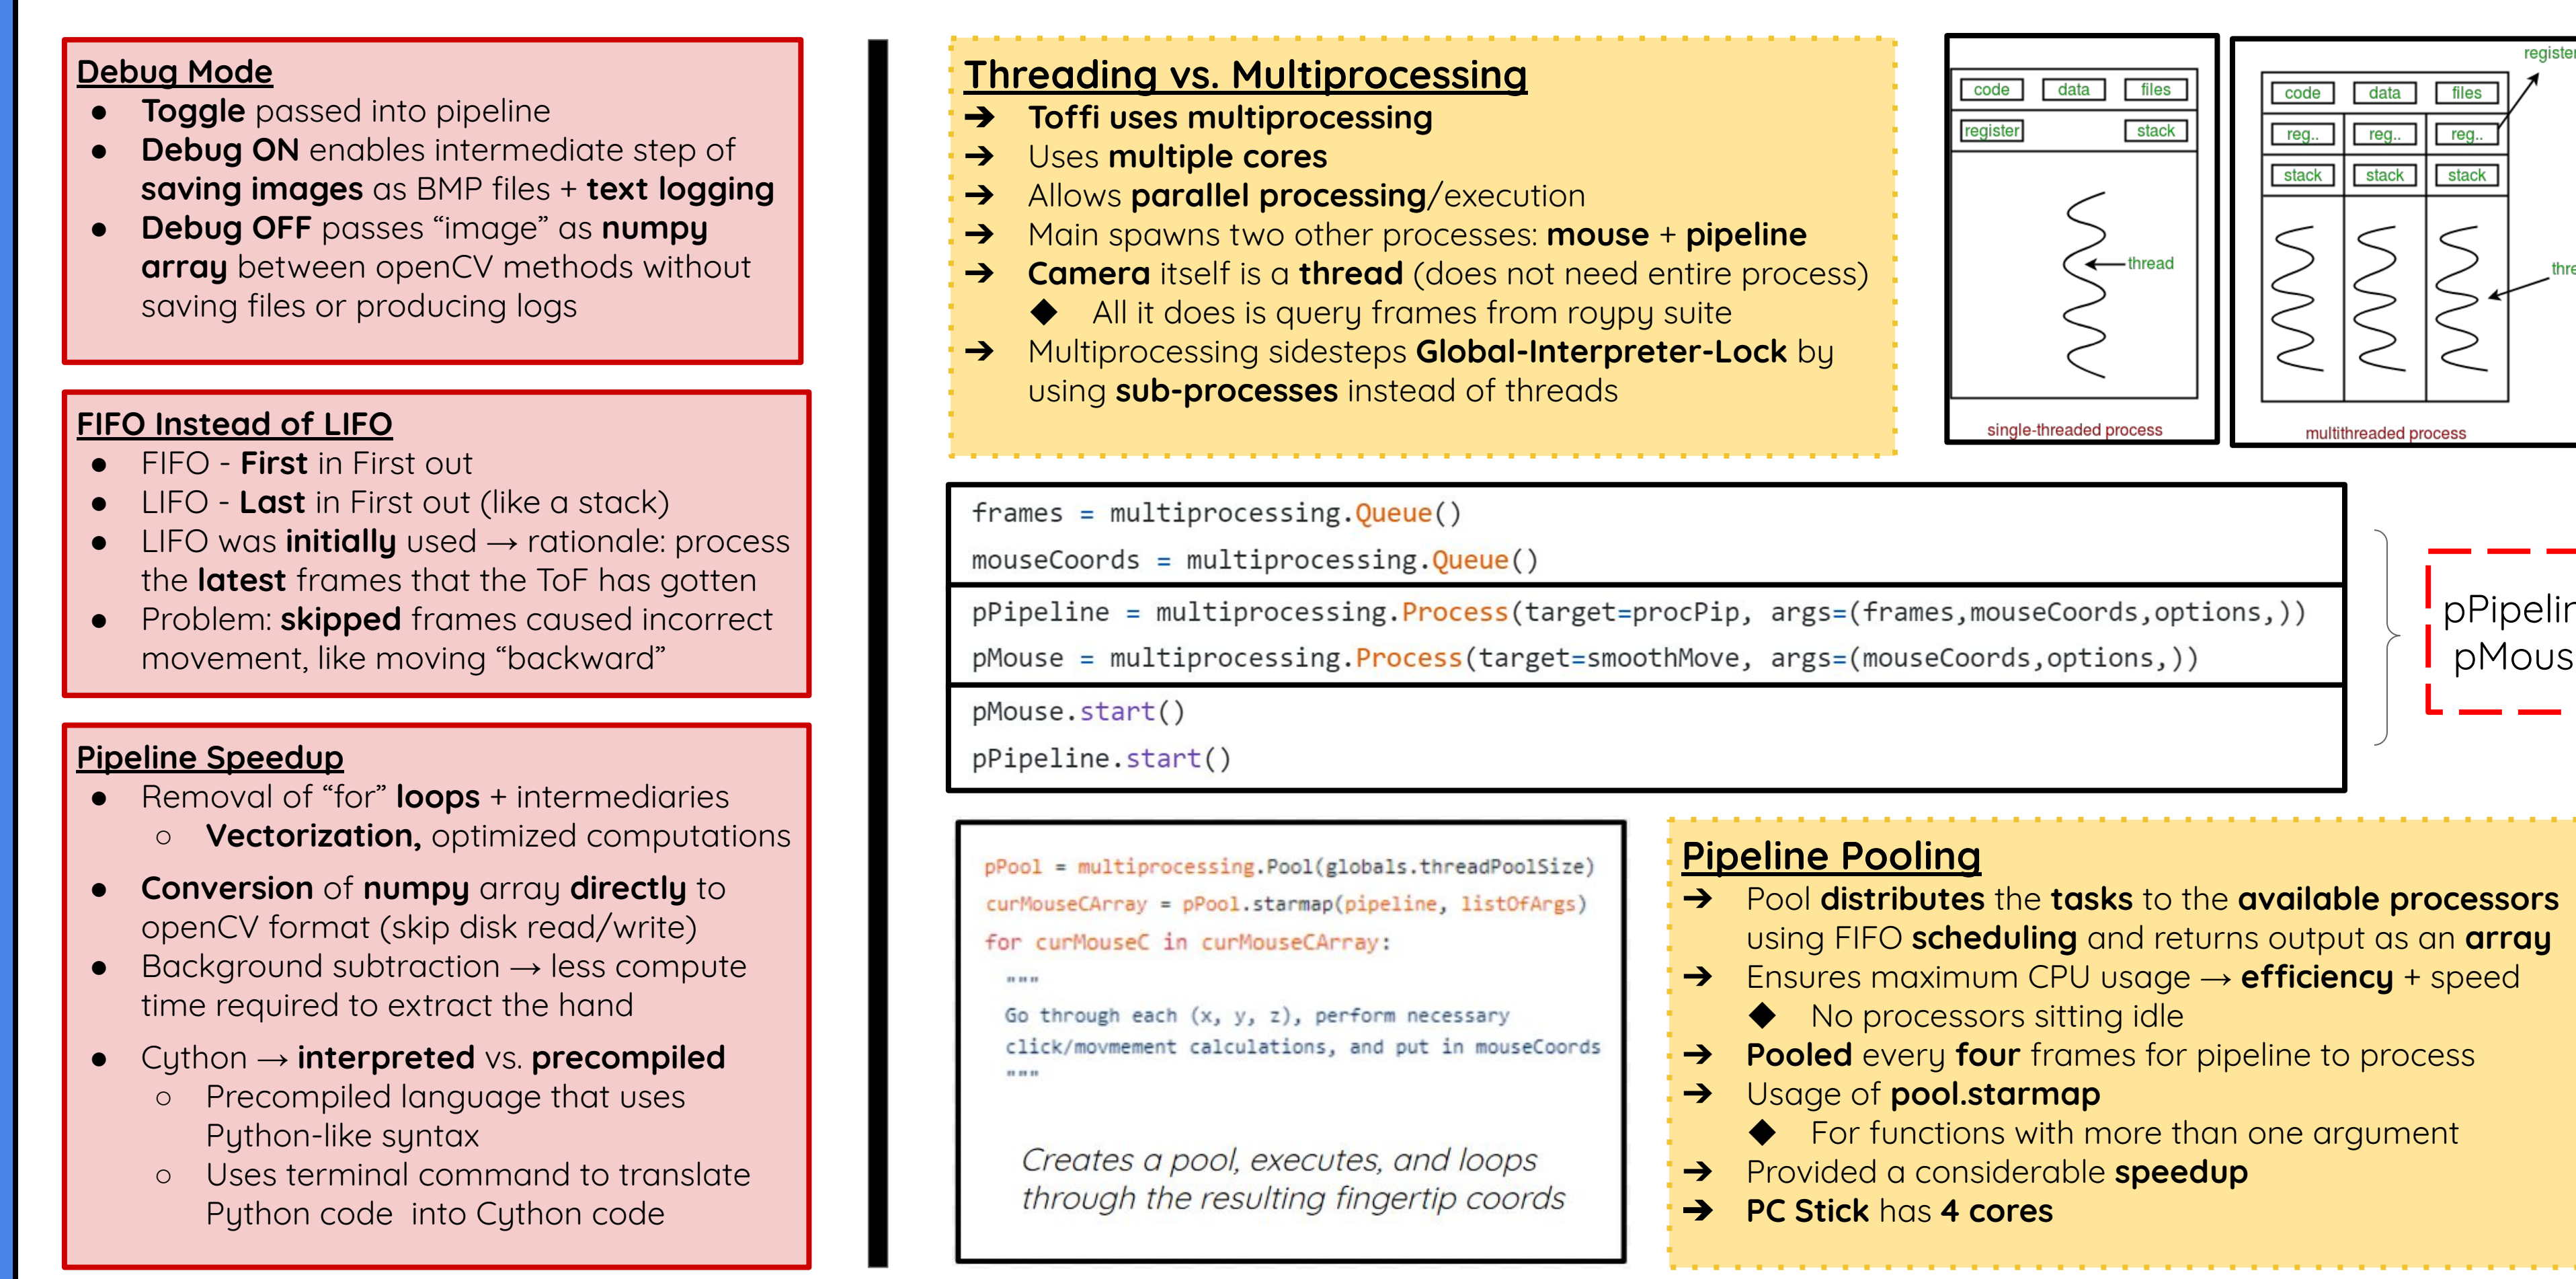 Debug Mode
● Toggle passed into pipeline
● Debug ON enables intermediate step of
saving images as BMP files + text logging
● Debug OFF passes “image” as numpy
array between openCV methods without
saving files or producing logs
FIFO Instead of LIFO
● FIFO - First in First out
● LIFO - Last in First out (like a stack)
● LIFO was initially used → rationale: process
the latest frames that the ToF has gotten
● Problem: skipped frames caused incorrect
movement, like moving “backward”
Pipeline Speedup
● Removal of “for” loops + intermediaries
○ Vectorization, optimized computations
● Conversion of numpy array directly to
openCV format (skip disk read/write)
● Background subtraction → less compute
time required to extract the hand
● Cython → interpreted vs. precompiled
○ Precompiled language that uses
Python-like syntax
○ Uses terminal command to translate
Python code into Cython code
Threading vs. Multiprocessing
➔ Toffi uses multiprocessing
➔ Uses multiple cores
➔ Allows parallel processing/execution
➔ Main spawns two other processes: mouse + pipeline
➔ Camera itself is a thread (does not need entire process)
◆ All it does is query frames from roypy suite
➔ Multiprocessing sidesteps Global-Interpreter-Lock by
using sub-processes instead of threads
code data files
register stack
thread
single-threaded process
register
code data files
reg.. reg.. reg..
stack stack stack
thre
multithreaded process
frames = multiprocessing.Queue()
mouseCoords = multiprocessing.Queue()
pPipeline = multiprocessing.Process(target=procPip, args=(frames,mouseCoords,options,))
pMouse = multiprocessing.Process(target=smoothMove, args=(mouseCoords,options,))
pMouse.start()
pPipeline.start()
pPipelin
pMous
pPool = multiprocessing.Pool(globals.threadPoolSize)
curMouseCArray = pPool.starmap(pipeline, listOfArgs)
for curMouseC in curMouseCArray:
"""
Go through each (x, y, z), perform necessary
click/movmement calculations, and put in mouseCoords
"""
Creates a pool, executes, and loops
through the resulting fingertip coords
Pipeline Pooling
➔ Pool distributes the tasks to the available processors
using FIFO scheduling and returns output as an array
➔ Ensures maximum CPU usage → efficiency + speed
◆ No processors sitting idle
➔ Pooled every four frames for pipeline to process
➔ Usage of pool.starmap
◆ For functions with more than one argument
➔ Provided a considerable speedup
➔ PC Stick has 4 cores